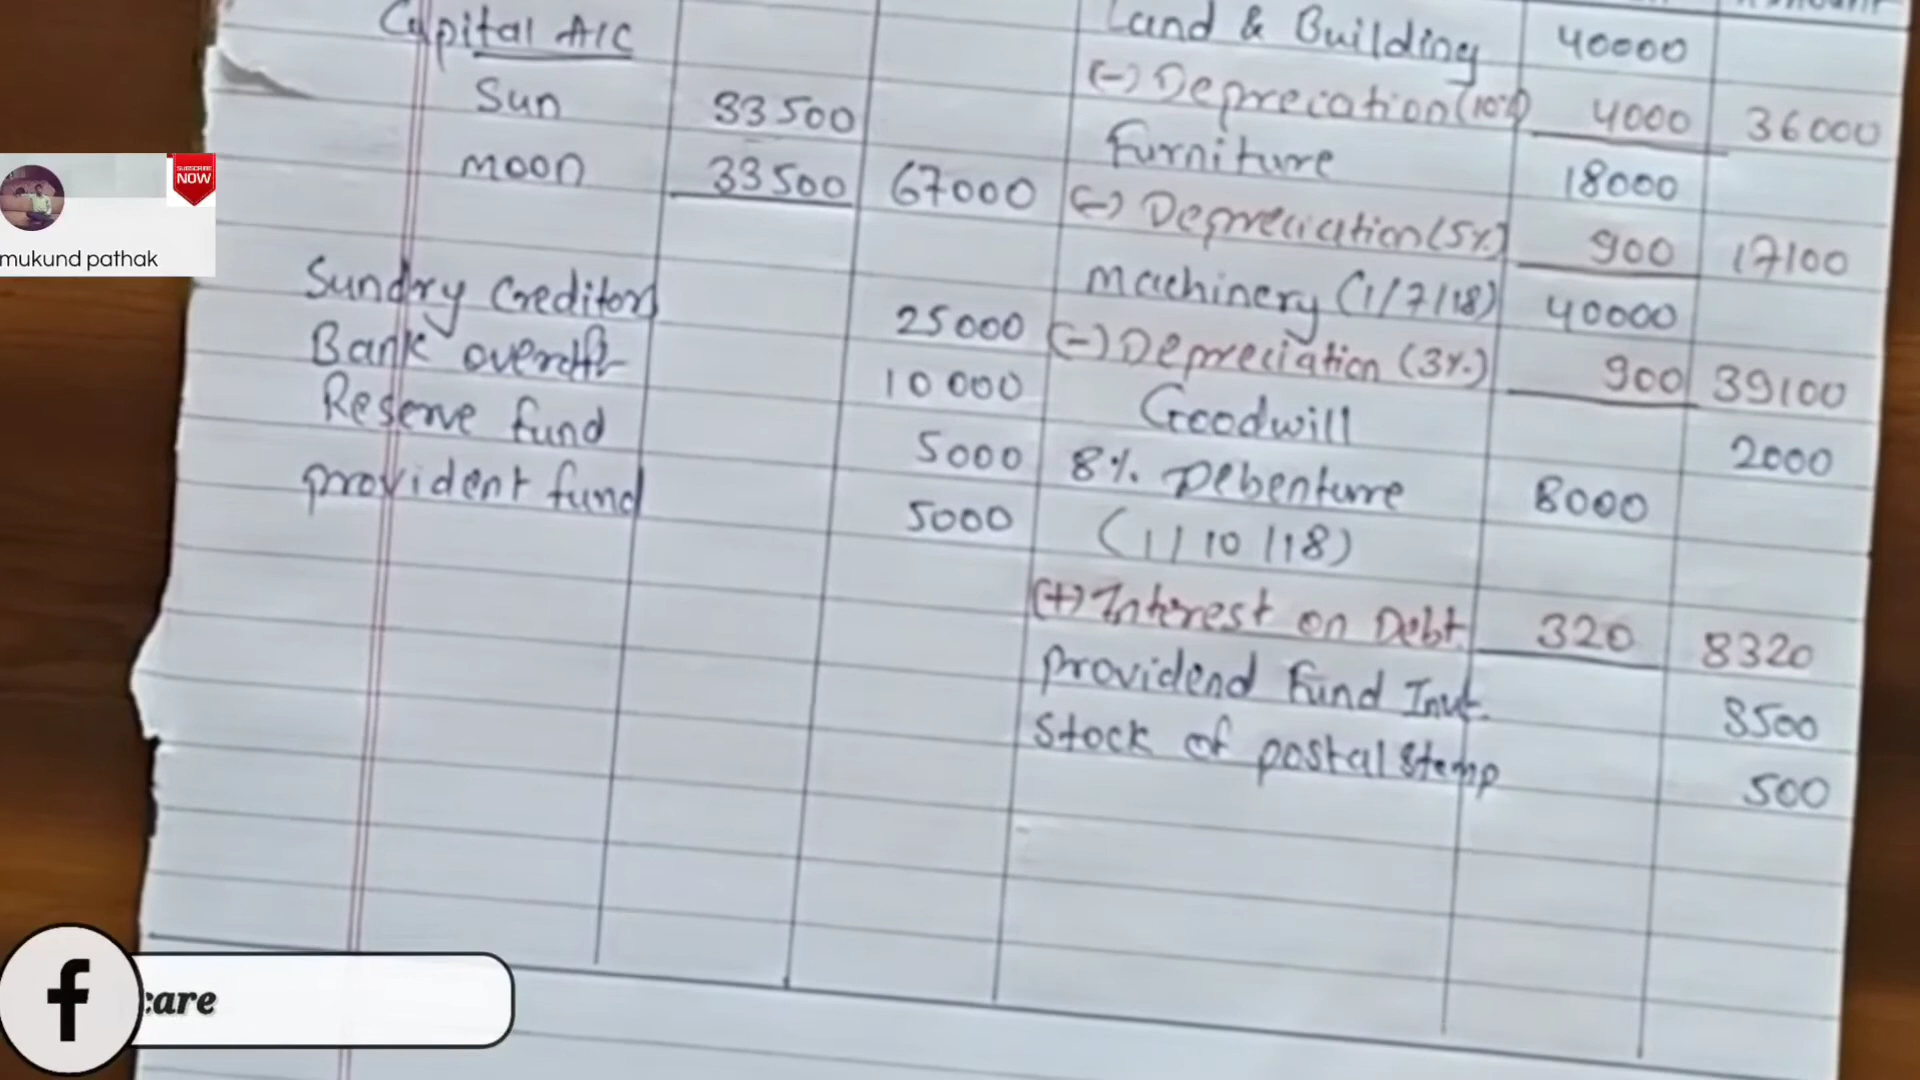 Capital A/C
Sun 33500
moon 33500 67000
Sundry Creditors 25000
Bank overdft 10000
Reserve fund 5000
provident fund 5000
Land & Building 40000
(-) Depreciation (10%) 4000 36000
Furniture 18000
(-) Depreciation (5%) 900 17100
Machinery (1/7/18) 40000
(-) Depreciation (3%) 900 39100
Goodwill 2000
8% Debenture 8000
(1/10/18)
(+) Interest on Debt. 320 8320
Providend Fund Invt. 8500
Stock of postal stemp 500
SUBSCRIBE
NOW
mukund pathak
f
care